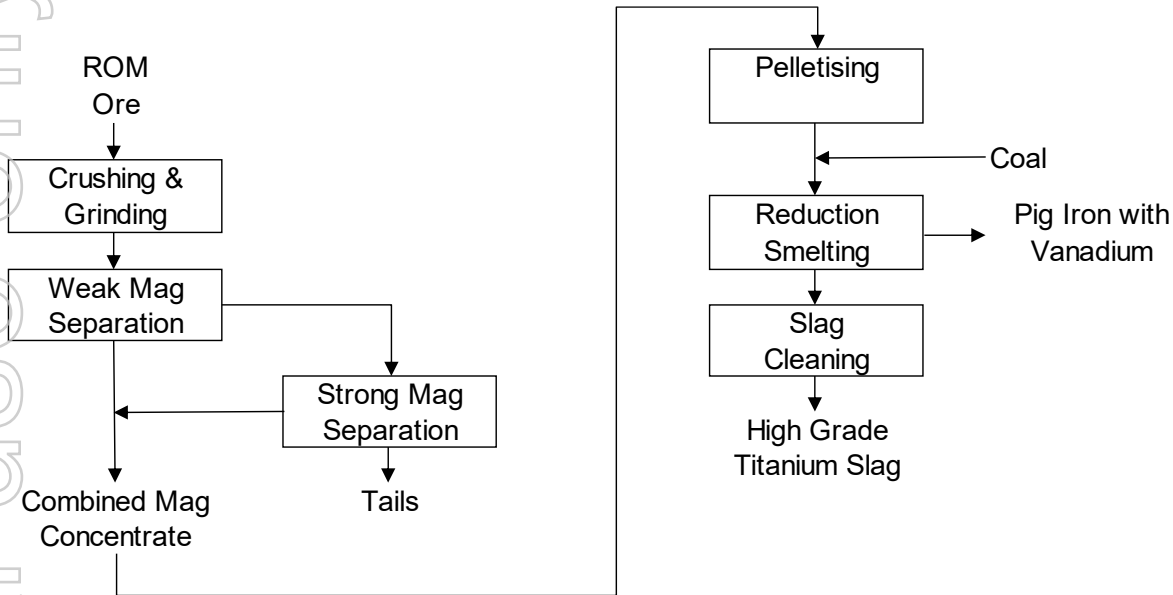 ROM
Ore
Crushing &
Grinding
Weak Mag
Separation
Strong Mag
Separation
Combined Mag
Concentrate
Tails
Pelletising
Coal
Reduction
Smelting
Pig Iron with
Vanadium
Slag
Cleaning
High Grade
Titanium Slag